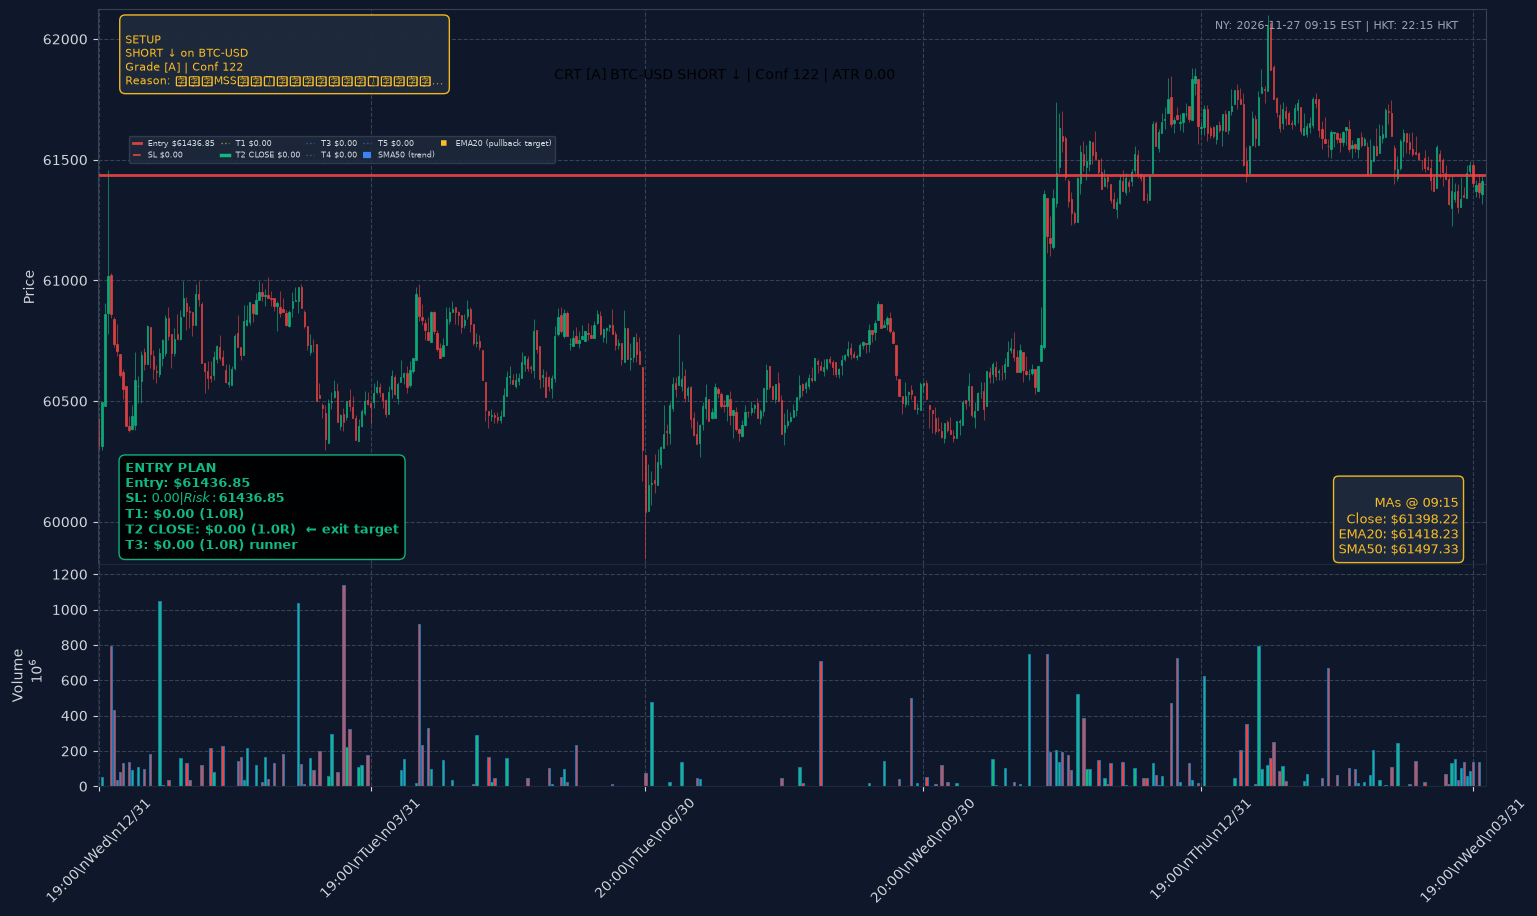 NY: 2026-11-27 09:15 EST | HKT: 22:15 HKT
SETUP
SHORT ↓ on BTC-USD
Grade [A] | Conf 122
Reason: MSS
CRT [A] BTC-USD SHORT ↓ | Conf 122 | ATR 0.00
Entry $61436.85 T1 $0.00 T3 $0.00 T5 $0.00 EMA20 (pullback target)
SL $0.00 T2 CLOSE $0.00 T4 $0.00 SMA50 (trend)
62000
61500
61000
60500
60000
Price
ENTRY PLAN
Entry: $61436.85
SL: 0.00|Risk:61436.85
T1: $0.00 (1.0R)
T2 CLOSE: $0.00 (1.0R) ← exit target
T3: $0.00 (1.0R) runner
MAs @ 09:15
Close: $61398.22
EMA20: $61418.23
SMA50: $61497.33
1200
1000
800
600
400
200
0
Volume
10⁶
19:00\nWed\n12/31
19:00\nTue\n03/31
20:00\nTue\n06/30
20:00\nWed\n09/30
19:00\nThu\n12/31
19:00\nWed\n03/31